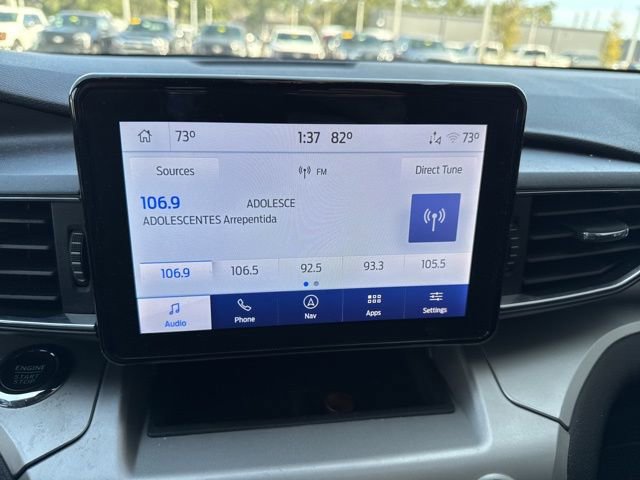 73° 1:37 82° 73°
Sources FM Direct Tune
106.9 ADOLESCE
ADOLESCENTES Arrepentida
106.9 106.5 92.5 93.3 105.5
Audio Phone Nav Apps Settings
ENGINE
START
STOP